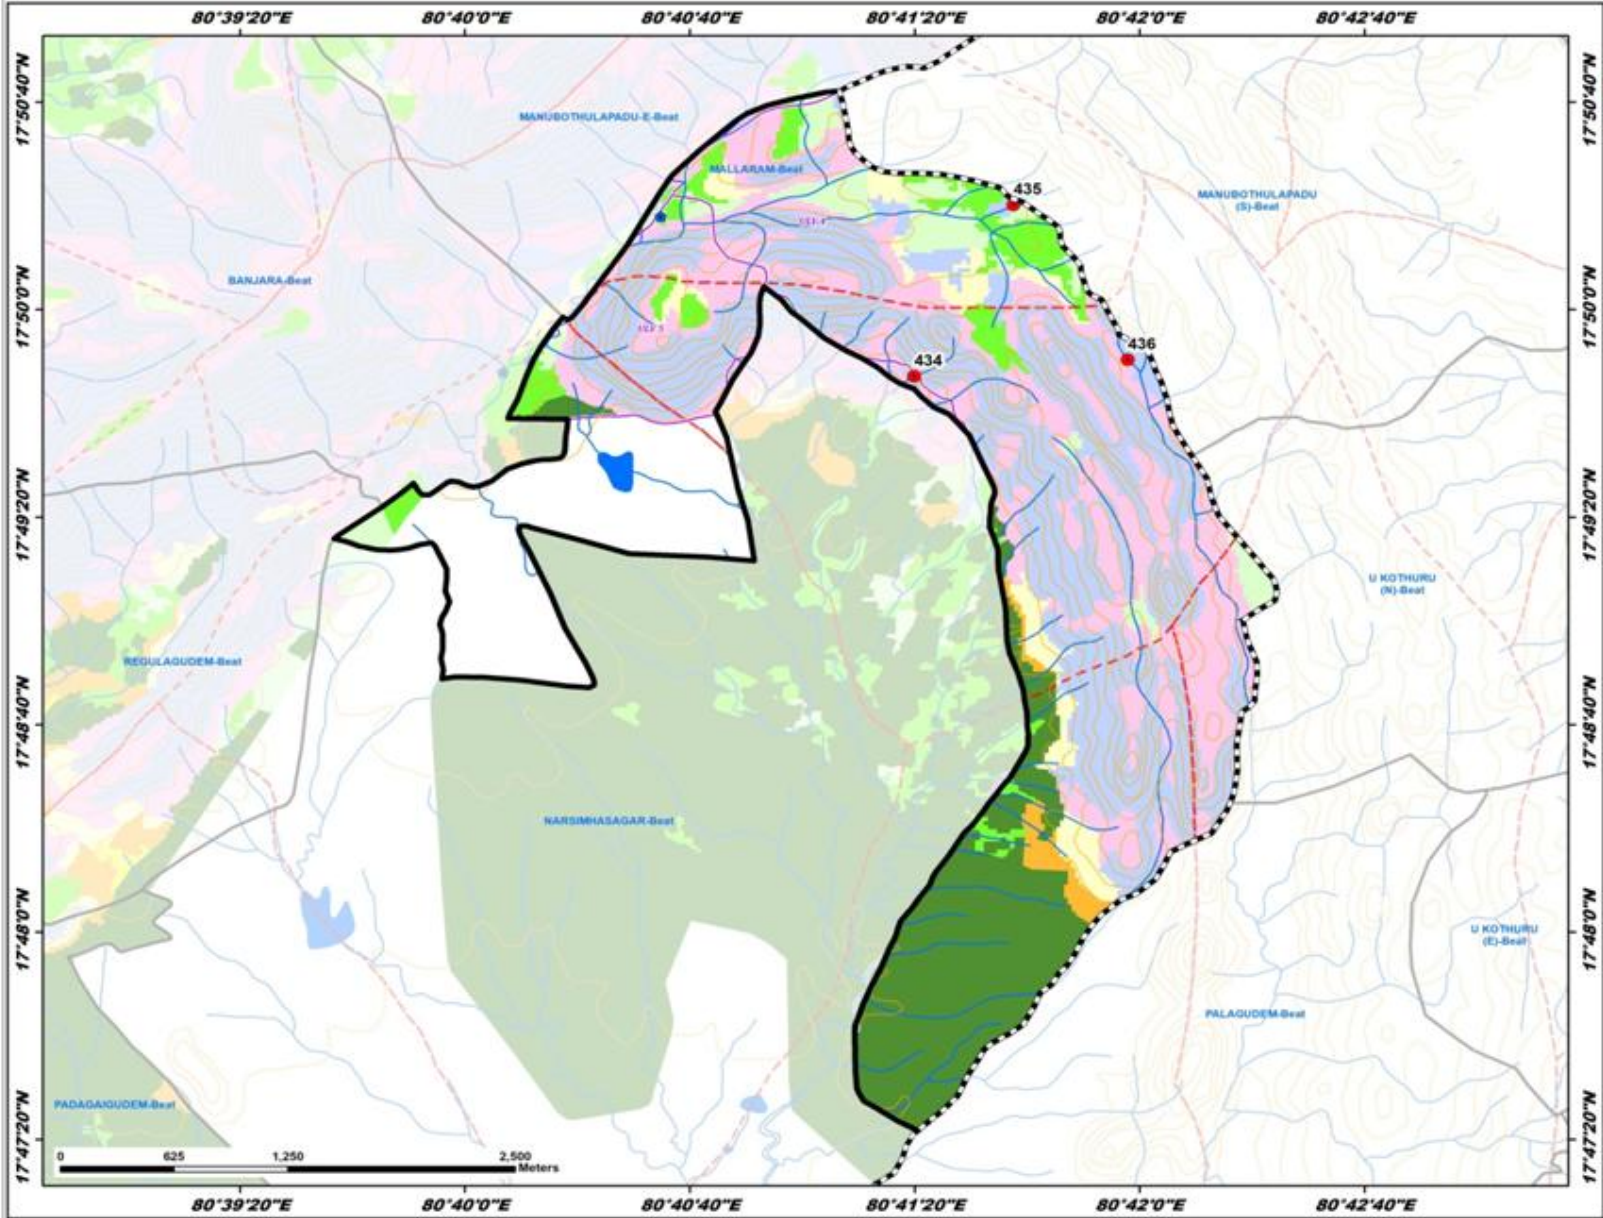 80°39'20"E 80°40'0"E 80°40'40"E 80°41'20"E 80°42'0"E 80°42'40"E
17°50'40"N
17°50'40"N
MANUBOTHULAPADU-E-Beat
MALLARAM-Beat
435
MANUBOTHULAPADU
(S)-Beat
BANJARA-Beat
17°50'0"N
17°50'0"N
436
434
17°49'20"N
17°49'20"N
U KOTHURU
(N)-Beat
REGULAGUDEM-Beat
17°48'40"N
17°48'40"N
NARSIMHASAGAR-Beat
17°48'0"N
17°48'0"N
U KOTHURU
(E)-Beat
PALAGUDEM-Beat
PADAGAIGUDEM-Beat
17°47'20"N
17°47'20"N
0 625 1,250 2,500
Meters
80°39'20"E 80°40'0"E 80°40'40"E 80°41'20"E 80°42'0"E 80°42'40"E